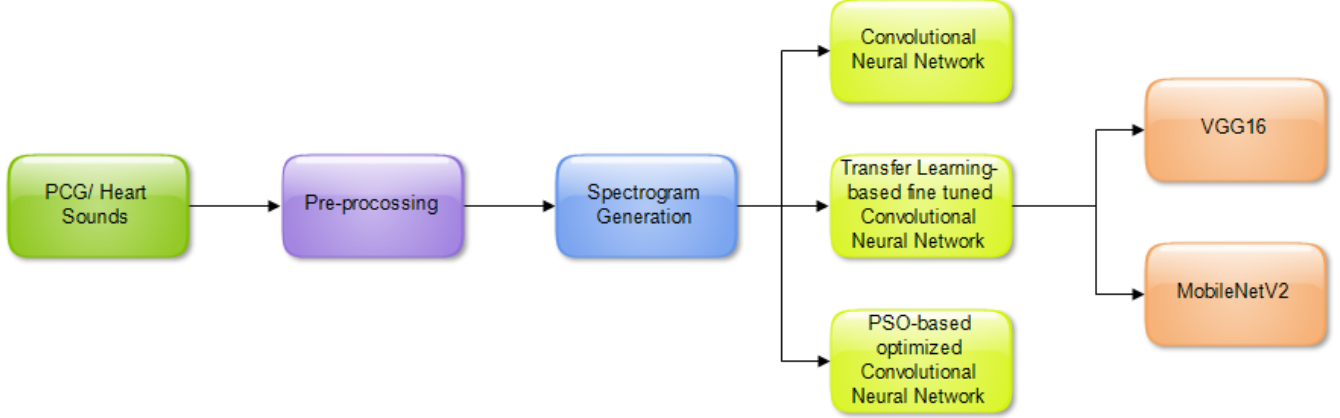 PCG/ Heart
Sounds
Pre-processing
Spectrogram
Generation
Convolutional
Neural Network
Transfer Learning-
based fine tuned
Convolutional
Neural Network
PSO-based
optimized
Convolutional
Neural Network
VGG16
MobileNetV2